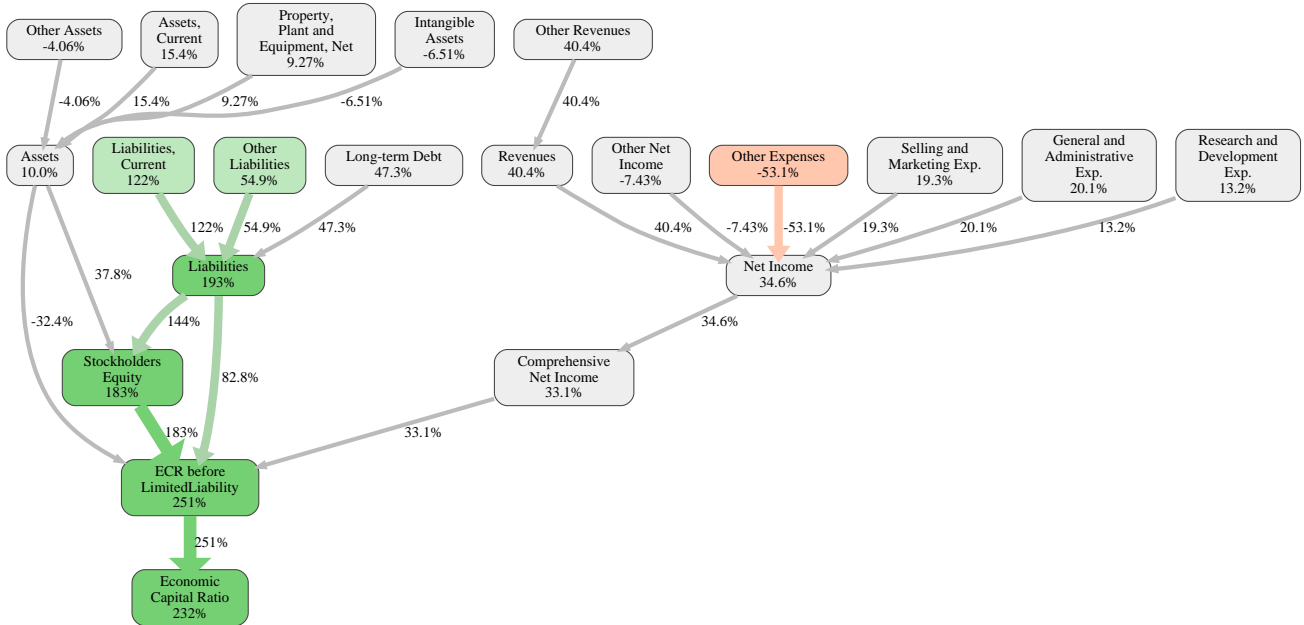 Other Assets
-4.06%
Assets,
Current
15.4%
Property,
Plant and
Equipment, Net
9.27%
Intangible
Assets
-6.51%
Other Revenues
40.4%
-4.06%
15.4%
9.27%
-6.51%
40.4%
Assets
10.0%
Liabilities,
Current
122%
Other
Liabilities
54.9%
Long-term Debt
47.3%
Revenues
40.4%
Other Net
Income
-7.43%
Other Expenses
-53.1%
Selling and
Marketing Exp.
19.3%
General and
Administrative
Exp.
20.1%
Research and
Development
Exp.
13.2%
122%
54.9%
47.3%
40.4%
-7.43%
-53.1%
19.3%
20.1%
13.2%
Liabilities
193%
Net Income
34.6%
37.8%
-32.4%
144%
82.8%
34.6%
Stockholders
Equity
183%
Comprehensive
Net Income
33.1%
183%
33.1%
ECR before
LimitedLiability
251%
251%
Economic
Capital Ratio
232%